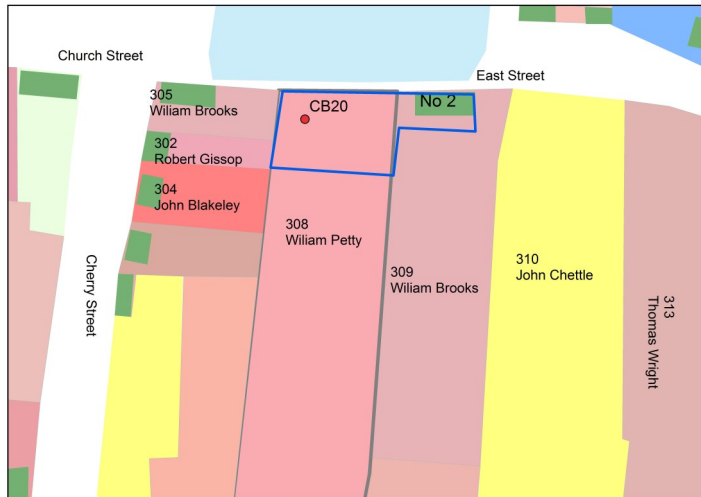 Church Street
East Street
305
Wiliam Brooks
CB20
No 2
302
Robert Gissop
304
John Blakeley
308
Wiliam Petty
309
Wiliam Brooks
310
John Chettle
313
Thomas Wright
Cherry Street